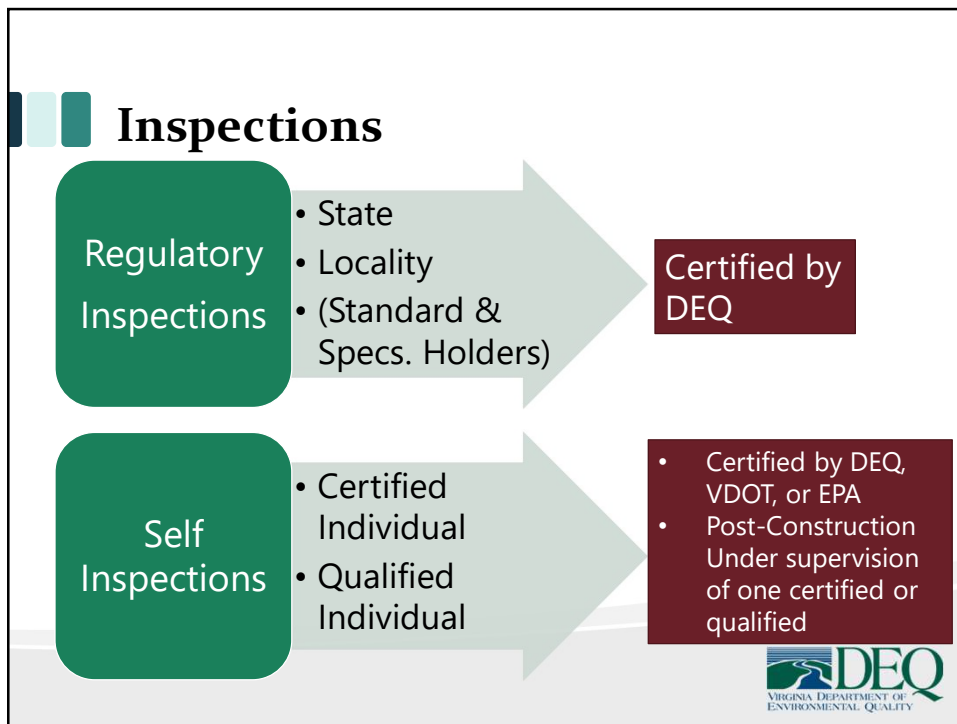 Inspections
Regulatory
Inspections
• State
• Locality
• (Standard &
Specs. Holders)
Certified by
DEQ
Self
Inspections
• Certified
Individual
• Qualified
Individual
• Certified by DEQ,
VDOT, or EPA
• Post-Construction
Under supervision
of one certified or
qualified
DEQ
VIRGINIA DEPARTMENT OF
ENVIRONMENTAL QUALITY